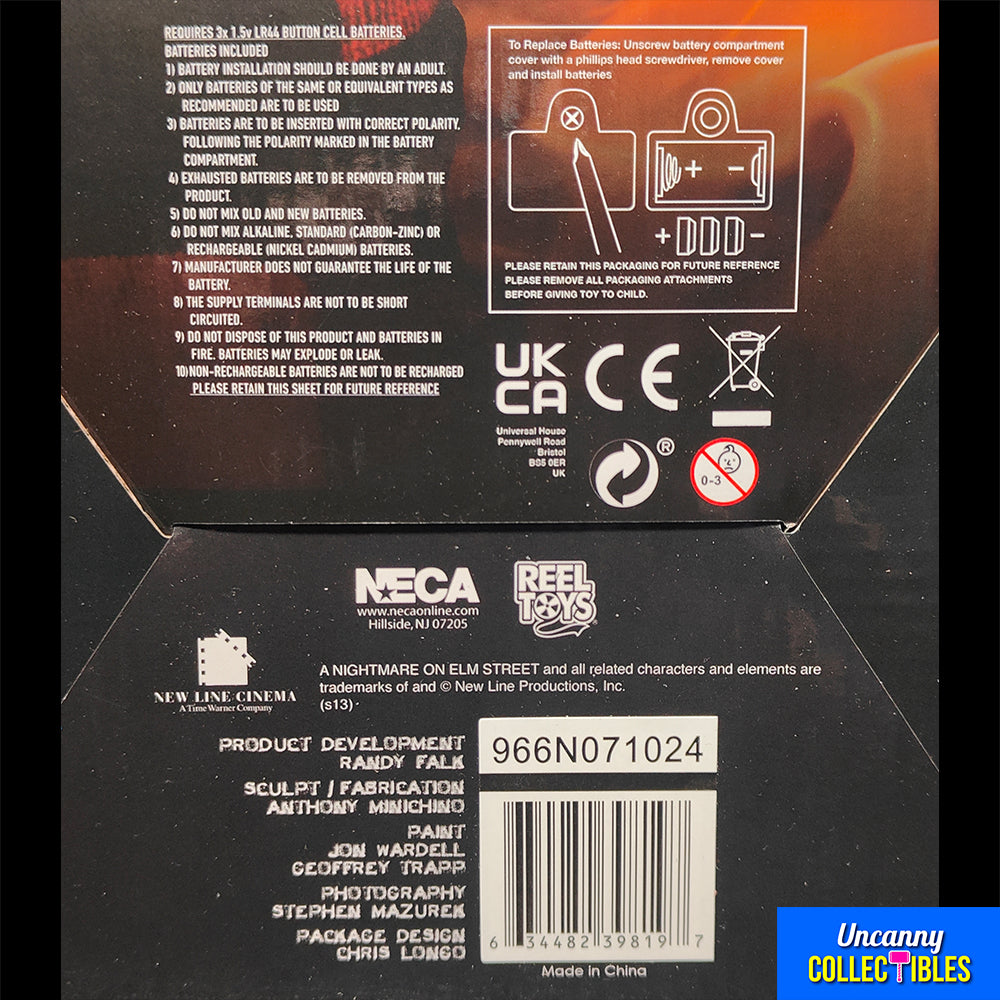 REQUIRES 3x 1.5v LR44 BUTTON CELL BATTERIES.
BATTERIES INCLUDED
1) BATTERY INSTALLATION SHOULD BE DONE BY AN ADULT.
2) ONLY BATTERIES OF THE SAME OR EQUIVALENT TYPES AS
RECOMMENDED ARE TO BE USED
3) BATTERIES ARE TO BE INSERTED WITH CORRECT POLARITY.
FOLLOWING THE POLARITY MARKED IN THE BATTERY
COMPARTMENT.
4) EXHAUSTED BATTERIES ARE TO BE REMOVED FROM THE
PRODUCT.
5) DO NOT MIX OLD AND NEW BATTERIES.
6) DO NOT MIX ALKALINE, STANDARD (CARBON-ZINC) OR
RECHARGEABLE (NICKEL CADMIUM) BATTERIES.
7) MANUFACTURER DOES NOT GUARANTEE THE LIFE OF THE
BATTERY.
8) THE SUPPLY TERMINALS ARE NOT TO BE SHORT
CIRCUITED.
9) DO NOT DISPOSE OF THIS PRODUCT AND BATTERIES IN
FIRE. BATTERIES MAY EXPLODE OR LEAK.
10) NON-RECHARGEABLE BATTERIES ARE NOT TO BE RECHARGED
PLEASE RETAIN THIS SHEET FOR FUTURE REFERENCE
To Replace Batteries: Unscrew battery compartment
cover with a phillips head screwdriver, remove cover
and install batteries
+ −
+ −
PLEASE RETAIN THIS PACKAGING FOR FUTURE REFERENCE
PLEASE REMOVE ALL PACKAGING ATTACHMENTS
BEFORE GIVING TOY TO CHILD.
UK
CA
CE
Universal House
Pennywell Road
Bristol
BS5 0ER
UK
®
0-3
NECA
www.necaonline.com
Hillside, NJ 07205
REEL
TOYS
NEW LINE CINEMA
A Time Warner Company
A NIGHTMARE ON ELM STREET and all related characters and elements are
trademarks of and © New Line Productions, Inc.
(s13)
PRODUCT DEVELOPMENT
RANDY FALK
SCULPT / FABRICATION
ANTHONY MINICHINO
PAINT
JON WARDELL
GEOFFREY TRAPP
PHOTOGRAPHY
STEPHEN MAZUREK
PACKAGE DESIGN
CHRIS LONGO
966N071024
6 34482 39819 7
Made in China
Uncanny
COLLECTIBLES